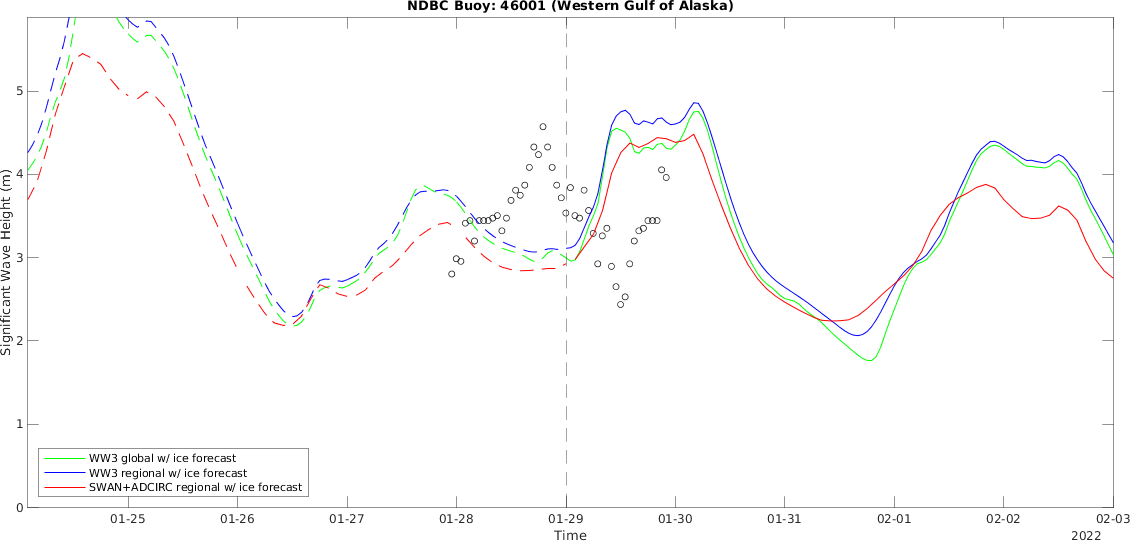 NDBC Buoy: 46001 (Western Gulf of Alaska)
Significant Wave Height (m)
5
4
3
2
1
0
WW3 global w/ ice forecast
WW3 regional w/ ice forecast
SWAN+ADCIRC regional w/ ice forecast
01-25 01-26 01-27 01-28 01-29 01-30 01-31 02-01 02-02 02-03
Time
2022